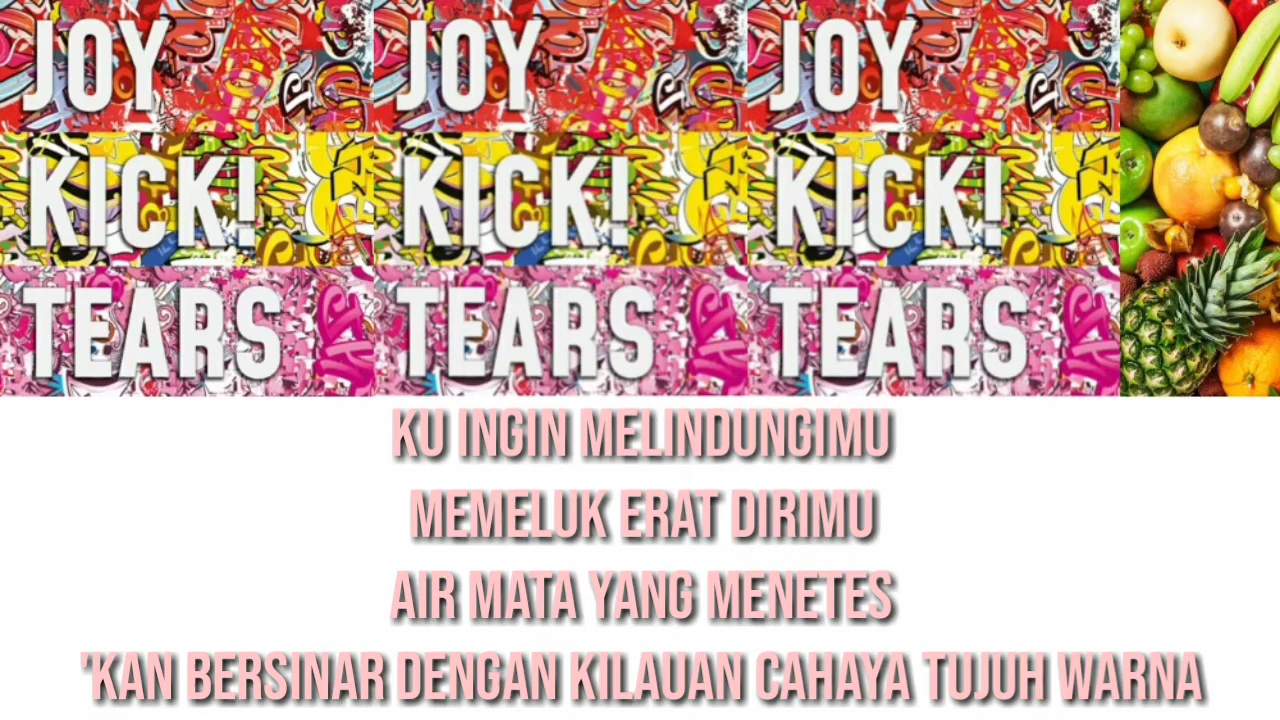 JOY JOY JOY
KICK! KICK! KICK!
TEARS TEARS TEARS
KU INGIN MELINDUNGIMU
MEMELUK ERAT DIRIMU
AIR MATA YANG MENETES
'KAN BERSINAR DENGAN KILAUAN CAHAYA TUJUH WARNA